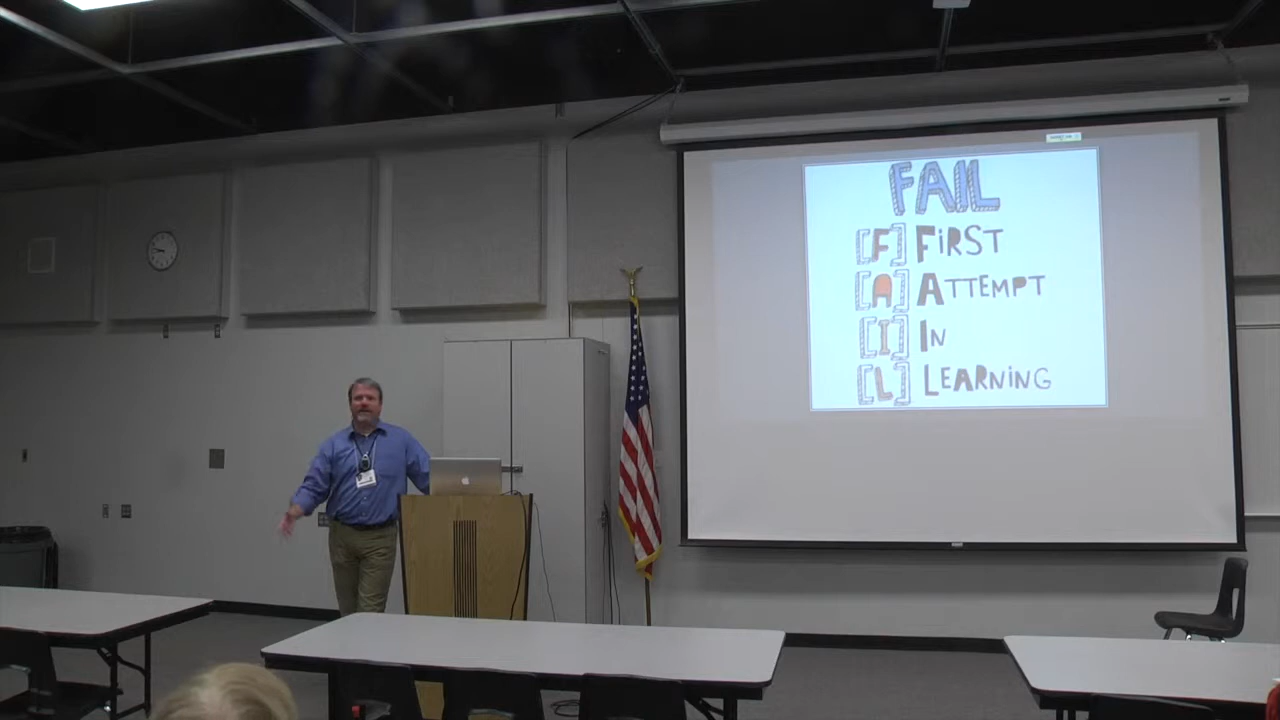 FAIL
[F] FiRST
[A] ATTEMPT
[I] IN
[L] LEARNiNG